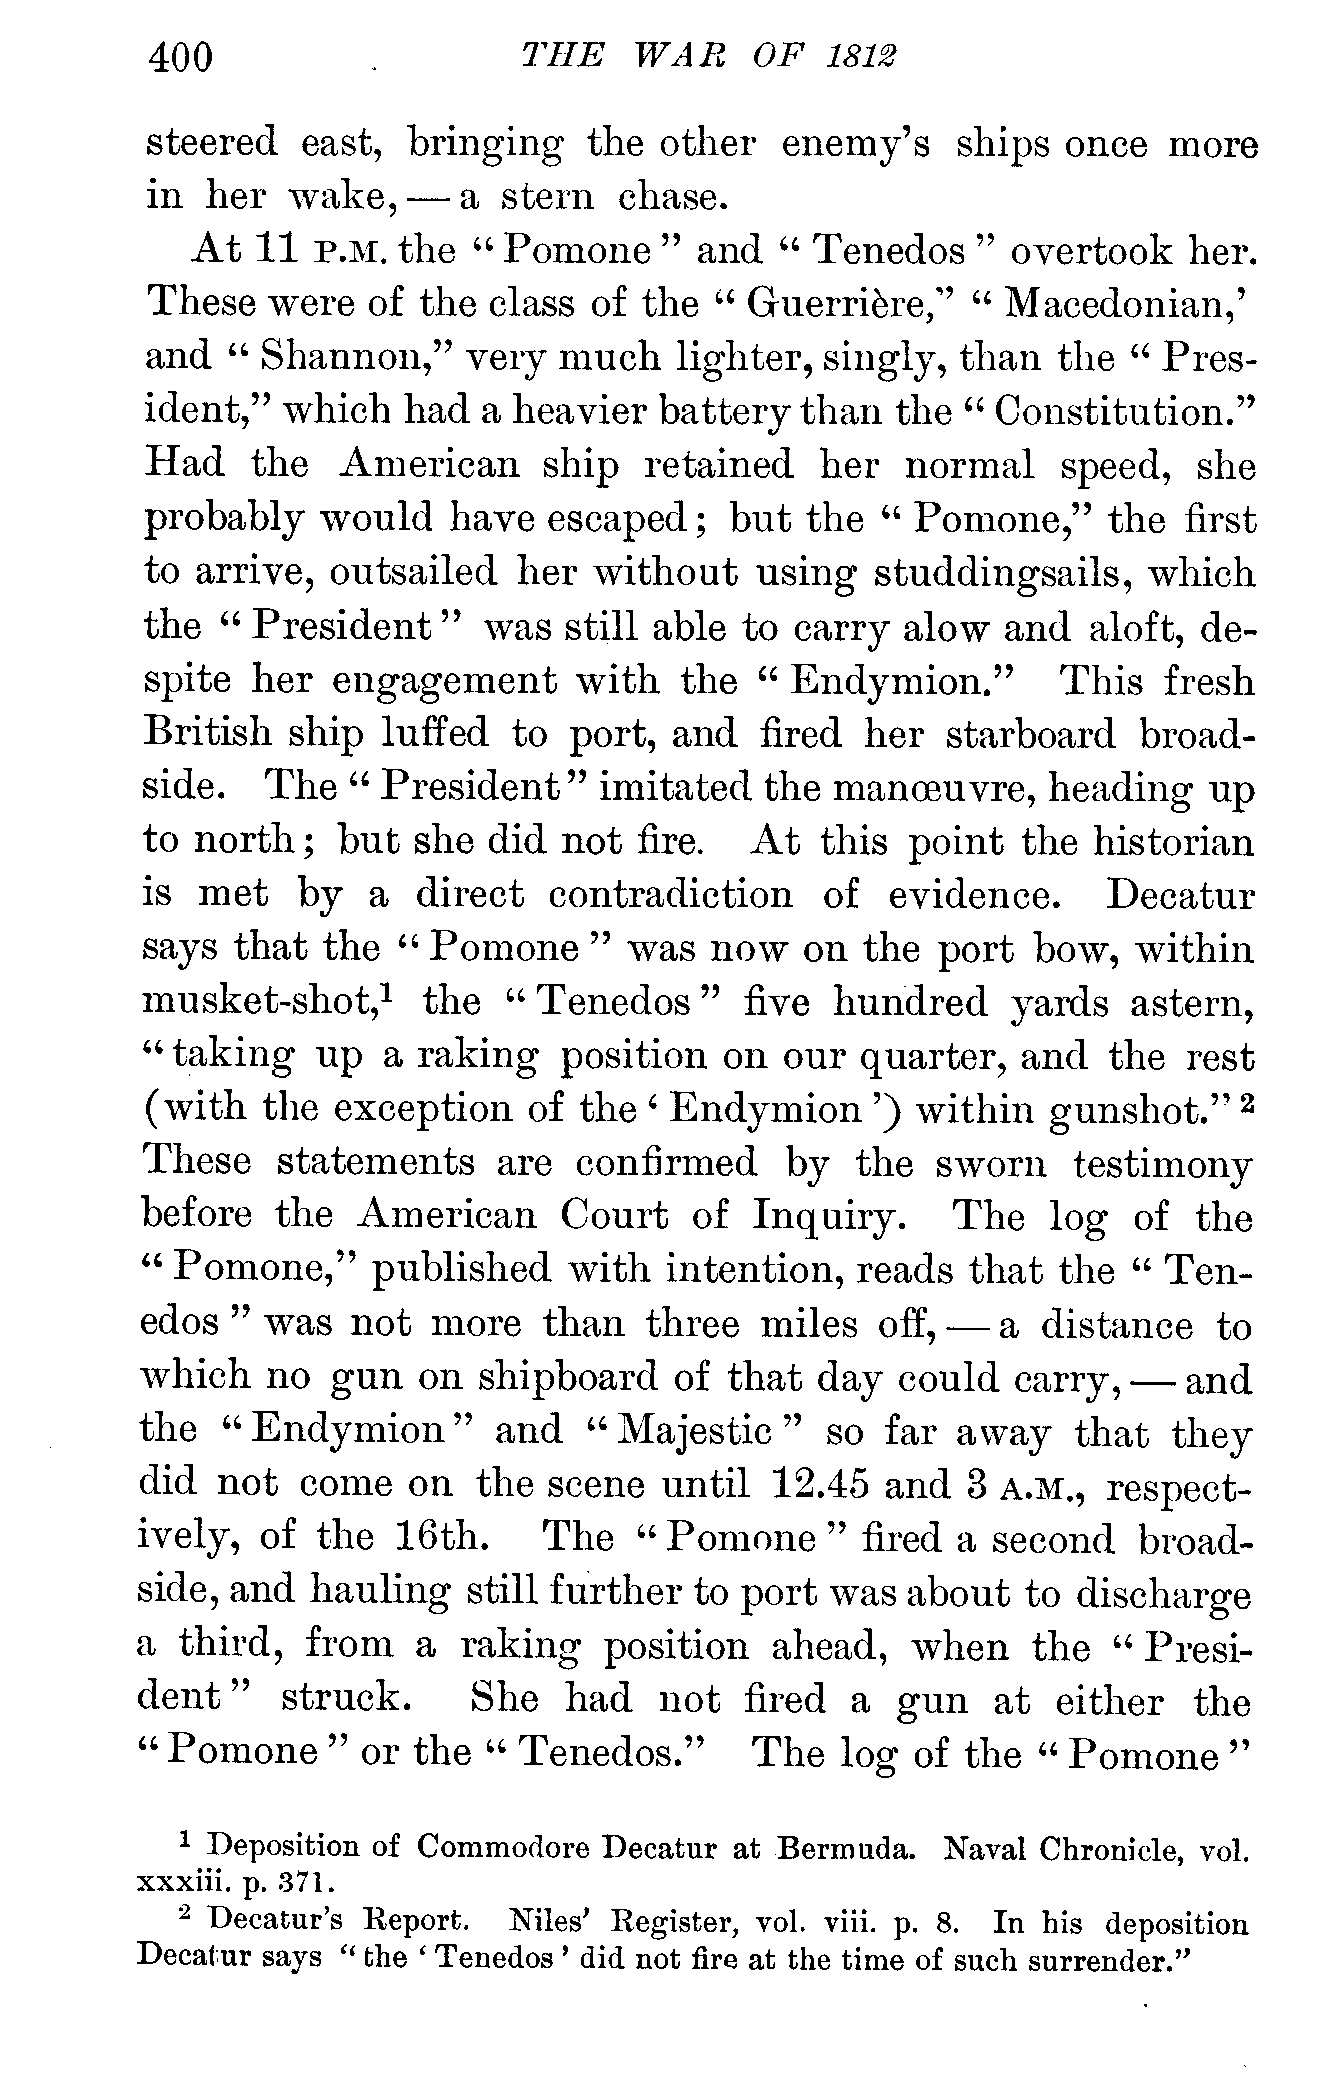 400 THE WAR OF 1812
steered east, bringing the other enemy's ships once more
in her wake, — a stern chase.
At 11 P.M. the “Pomone” and “Tenedos” overtook her.
These were of the class of the “Guerrière,” “Macedonian,’
and “Shannon,” very much lighter, singly, than the “Pres-
ident,” which had a heavier battery than the “Constitution.”
Had the American ship retained her normal speed, she
probably would have escaped; but the “Pomone,” the first
to arrive, outsailed her without using studdingsails, which
the “President” was still able to carry alow and aloft, de-
spite her engagement with the “Endymion.” This fresh
British ship luffed to port, and fired her starboard broad-
side. The “President” imitated the manœuvre, heading up
to north; but she did not fire. At this point the historian
is met by a direct contradiction of evidence. Decatur
says that the “Pomone” was now on the port bow, within
musket-shot,¹ the “Tenedos” five hundred yards astern,
“taking up a raking position on our quarter, and the rest
(with the exception of the ‘Endymion’) within gunshot.”²
These statements are confirmed by the sworn testimony
before the American Court of Inquiry. The log of the
“Pomone,” published with intention, reads that the “Ten-
edos” was not more than three miles off, — a distance to
which no gun on shipboard of that day could carry, — and
the “Endymion” and “Majestic” so far away that they
did not come on the scene until 12.45 and 3 A.M., respect-
ively, of the 16th. The “Pomone” fired a second broad-
side, and hauling still further to port was about to discharge
a third, from a raking position ahead, when the “Presi-
dent” struck. She had not fired a gun at either the
“Pomone” or the “Tenedos.” The log of the “Pomone”
¹ Deposition of Commodore Decatur at Bermuda. Naval Chronicle, vol.
xxxiii. p. 371.
² Decatur's Report. Niles' Register, vol. viii. p. 8. In his deposition
Decatur says “the ‘Tenedos’ did not fire at the time of such surrender.”